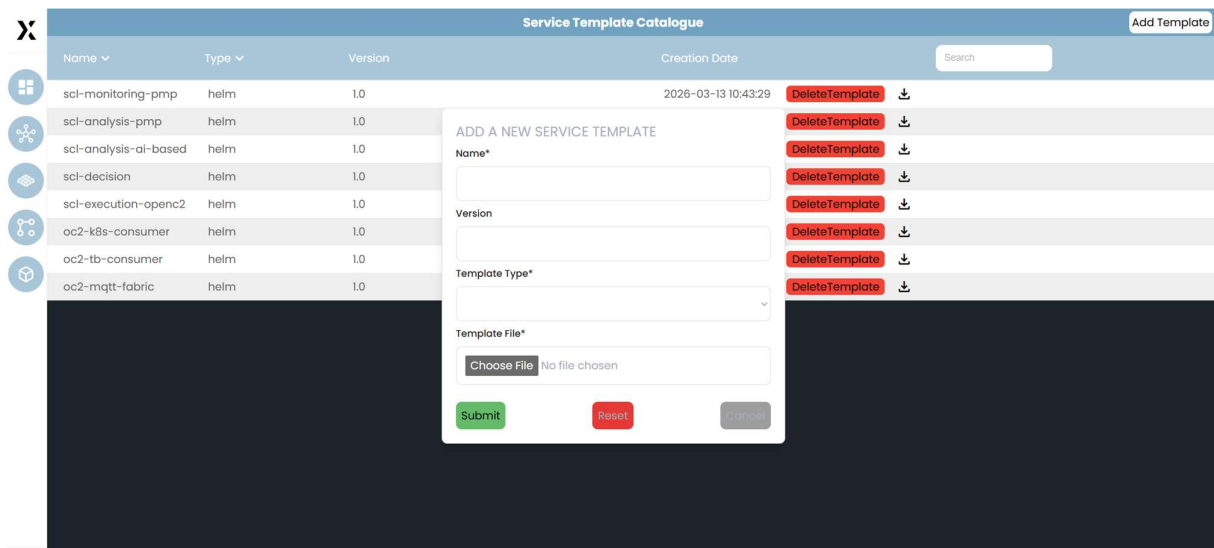 Service Template Catalogue
Add Template
Name Type Version Creation Date Search
scl-monitoring-pmp helm 1.0 2026-03-13 10:43:29 DeleteTemplate
scl-analysis-pmp helm 1.0 DeleteTemplate
scl-analysis-ai-based helm 1.0 DeleteTemplate
scl-decision helm 1.0 DeleteTemplate
scl-execution-openc2 helm 1.0 DeleteTemplate
oc2-k8s-consumer helm 1.0 DeleteTemplate
oc2-tb-consumer helm 1.0 DeleteTemplate
oc2-mqtt-fabric helm 1.0 DeleteTemplate
ADD A NEW SERVICE TEMPLATE
Name*
Version
Template Type*
Template File*
Choose File No file chosen
Submit Reset Cancel